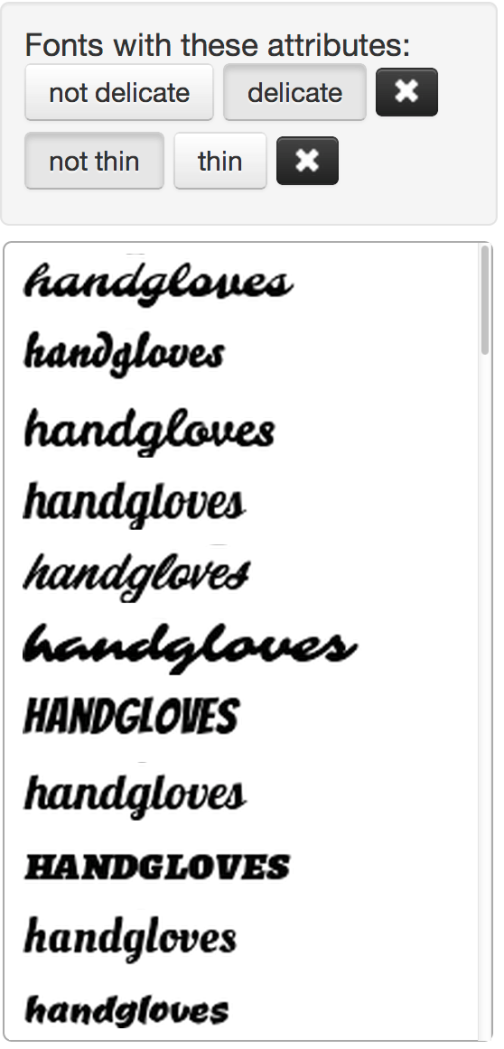 Fonts with these attributes:
not delicate delicate ✖
not thin thin ✖
handgloves
handgloves
handgloves
handgloves
handgloves
handgloves
HANDGLOVES
handgloves
HANDGLOVES
handgloves
handgloves